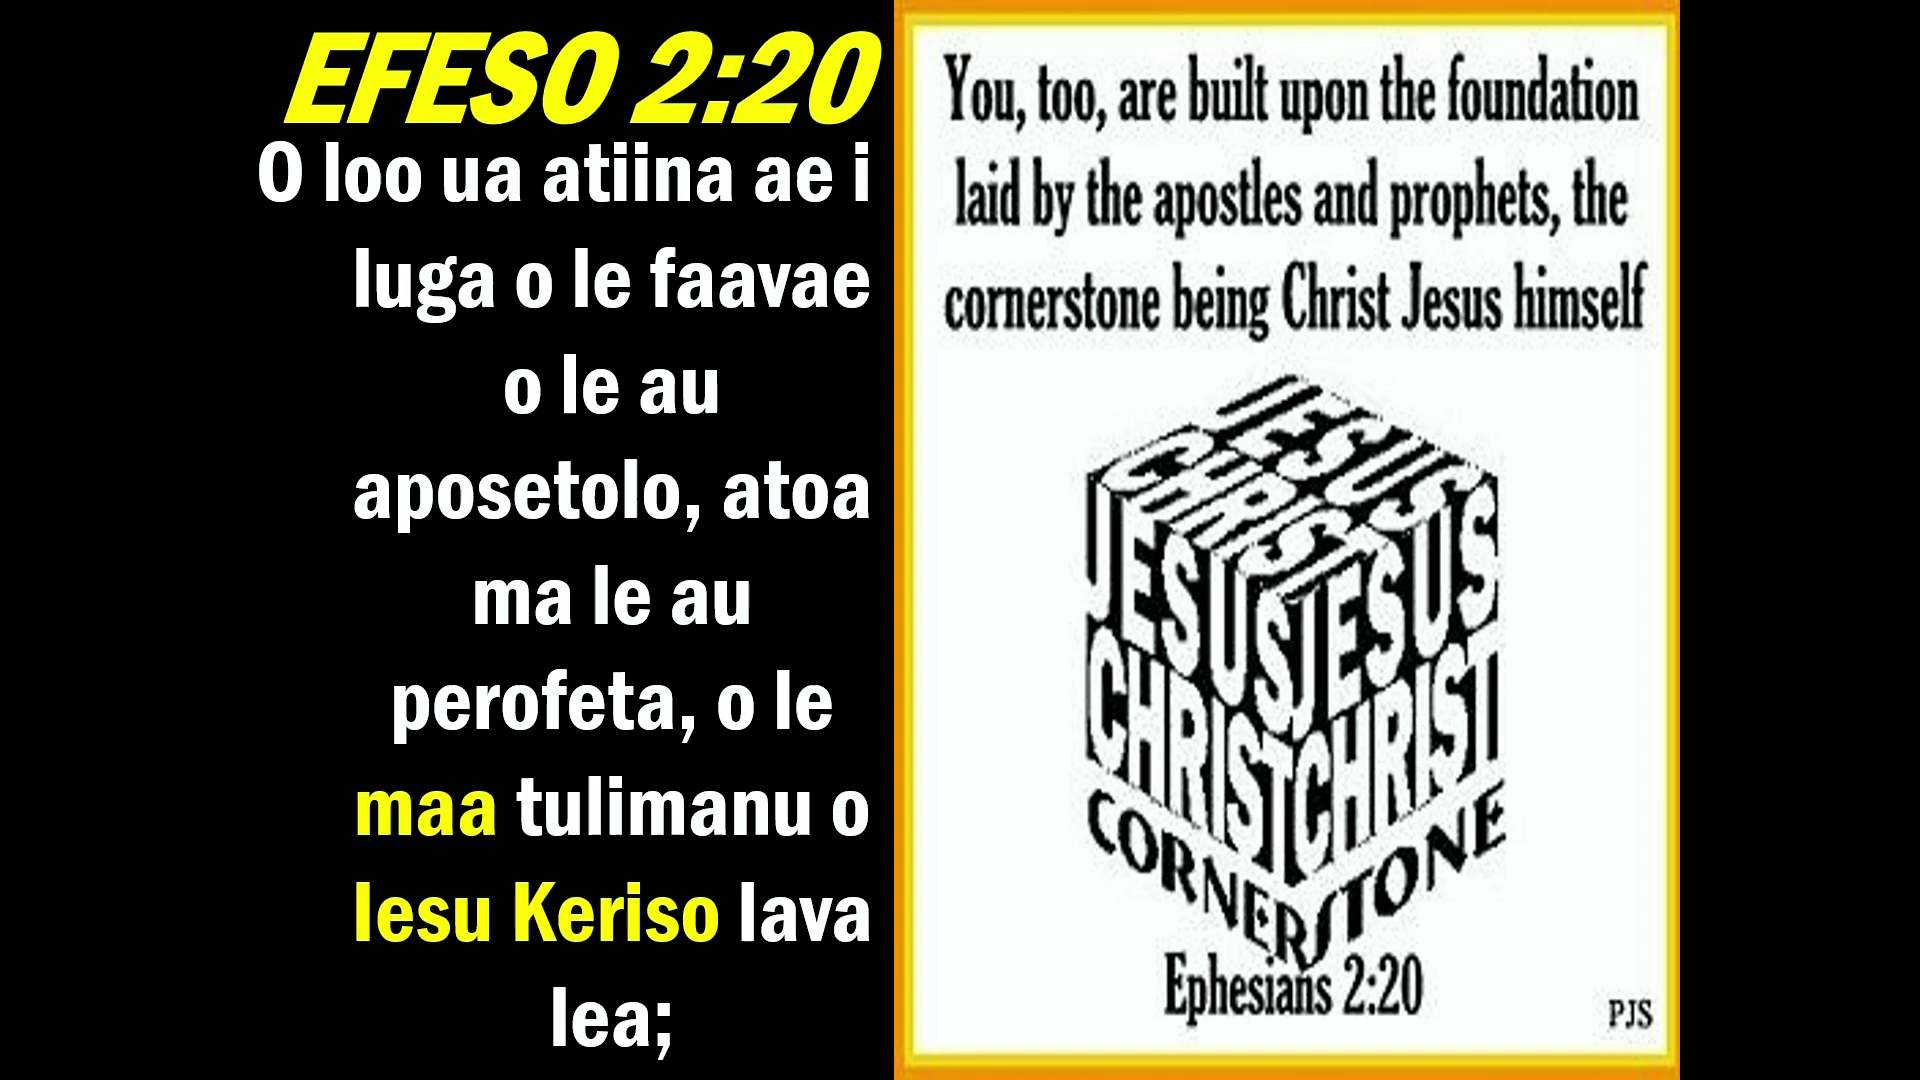 EFESO 2:20
O loo ua atiina ae i
luga o le faavae
o le au
aposetolo, atoa
ma le au
perofeta, o le
maa tulimanu o
Iesu Keriso lava
lea;
You, too, are built upon the foundation
laid by the apostles and prophets, the
cornerstone being Christ Jesus himself
JESUS
CHRIST
JESUS
CHRIST
JESUS
CHRIST
CORNERSTONE
Ephesians 2:20
PJS